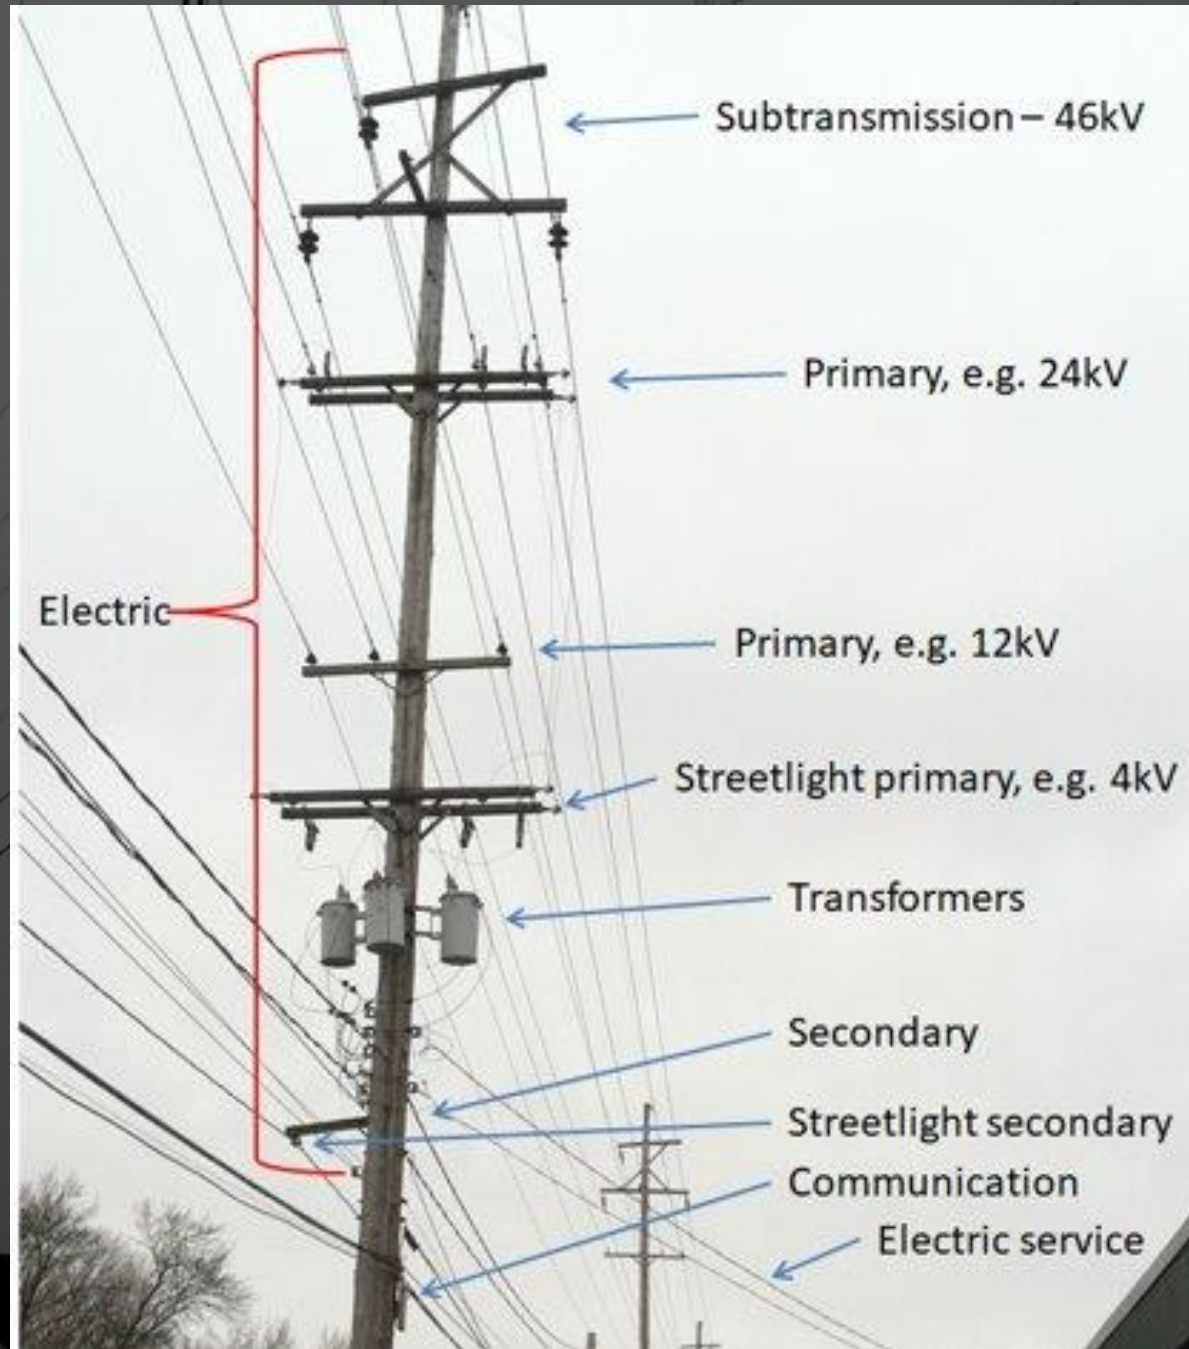 Subtransmission – 46kV
Primary, e.g. 24kV
Electric
Primary, e.g. 12kV
Streetlight primary, e.g. 4kV
Transformers
Secondary
Streetlight secondary
Communication
Electric service